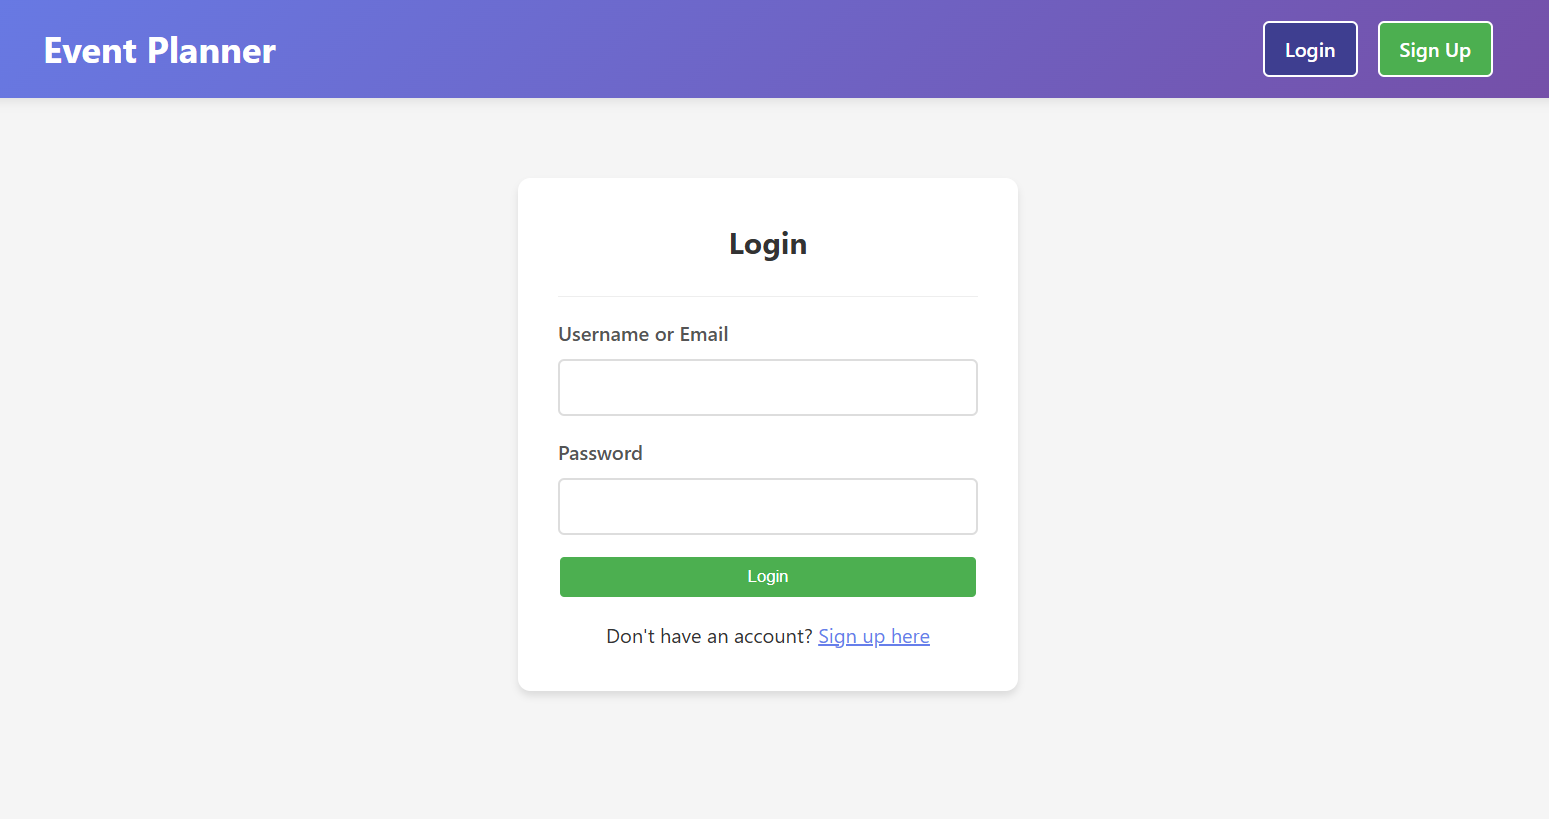 Event Planner
Login
Sign Up
Login
Username or Email
Password
Login
Don't have an account? Sign up here